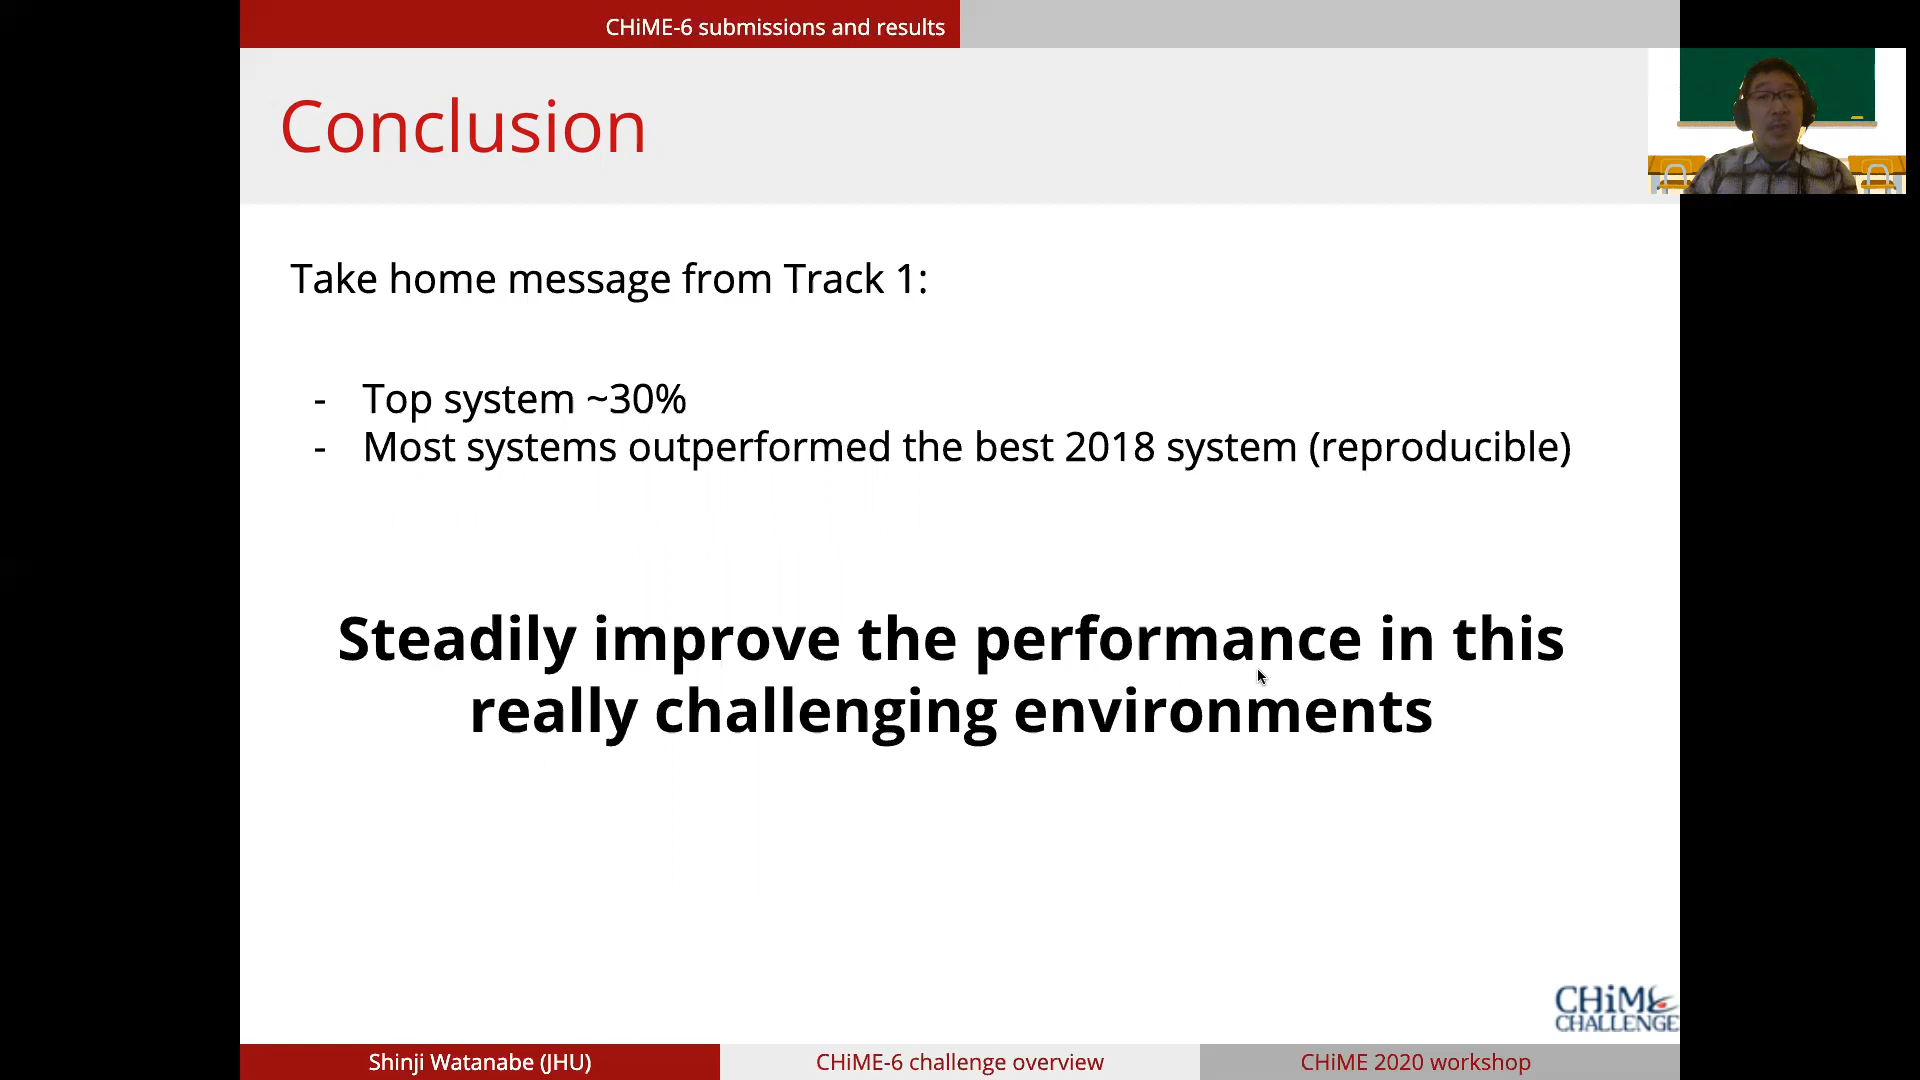 CHiME-6 submissions and results
Conclusion
Take home message from Track 1:
- Top system ~30%
- Most systems outperformed the best 2018 system (reproducible)
Steadily improve the performance in this
really challenging environments
CHiME
CHALLENGE
Shinji Watanabe (JHU)
CHiME-6 challenge overview
CHiME 2020 workshop